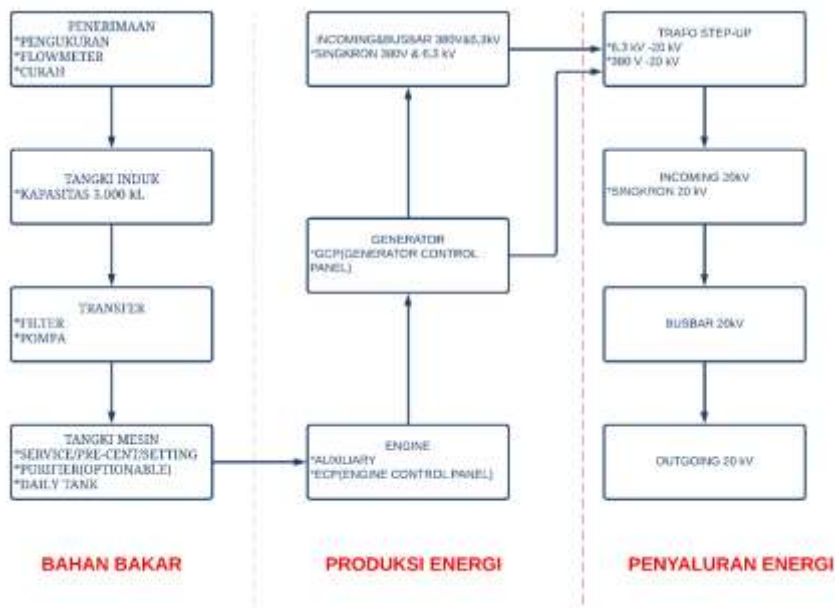 PENERIMAAN
*PENGUKURAN
*FLOWMETER
*CURAH
TANGKI INDUK
*KAPASITAS 3.000 kL
TRANSFER
*FILTER
*POMPA
TANGKI MESIN
*SERVICE/PRE-CENT/SETTING
*PURIFIER(OPTIONABLE)
*DAILY TANK
BAHAN BAKAR
INCOMING&BUSBAR 380V&6,3kV
*SINGKRON 380V & 6,3 kV
GENERATOR
*GCP(GENERATOR CONTROL
PANEL)
ENGINE
*AUXILIARY
*ECP(ENGINE CONTROL PANEL)
PRODUKSI ENERGI
TRAFO STEP-UP
*6,3 kV -20 kV
*380 V -20 kV
INCOMING 20kV
*SINGKRON 20 kV
BUSBAR 20kV
OUTGOING 20 kV
PENYALURAN ENERGI